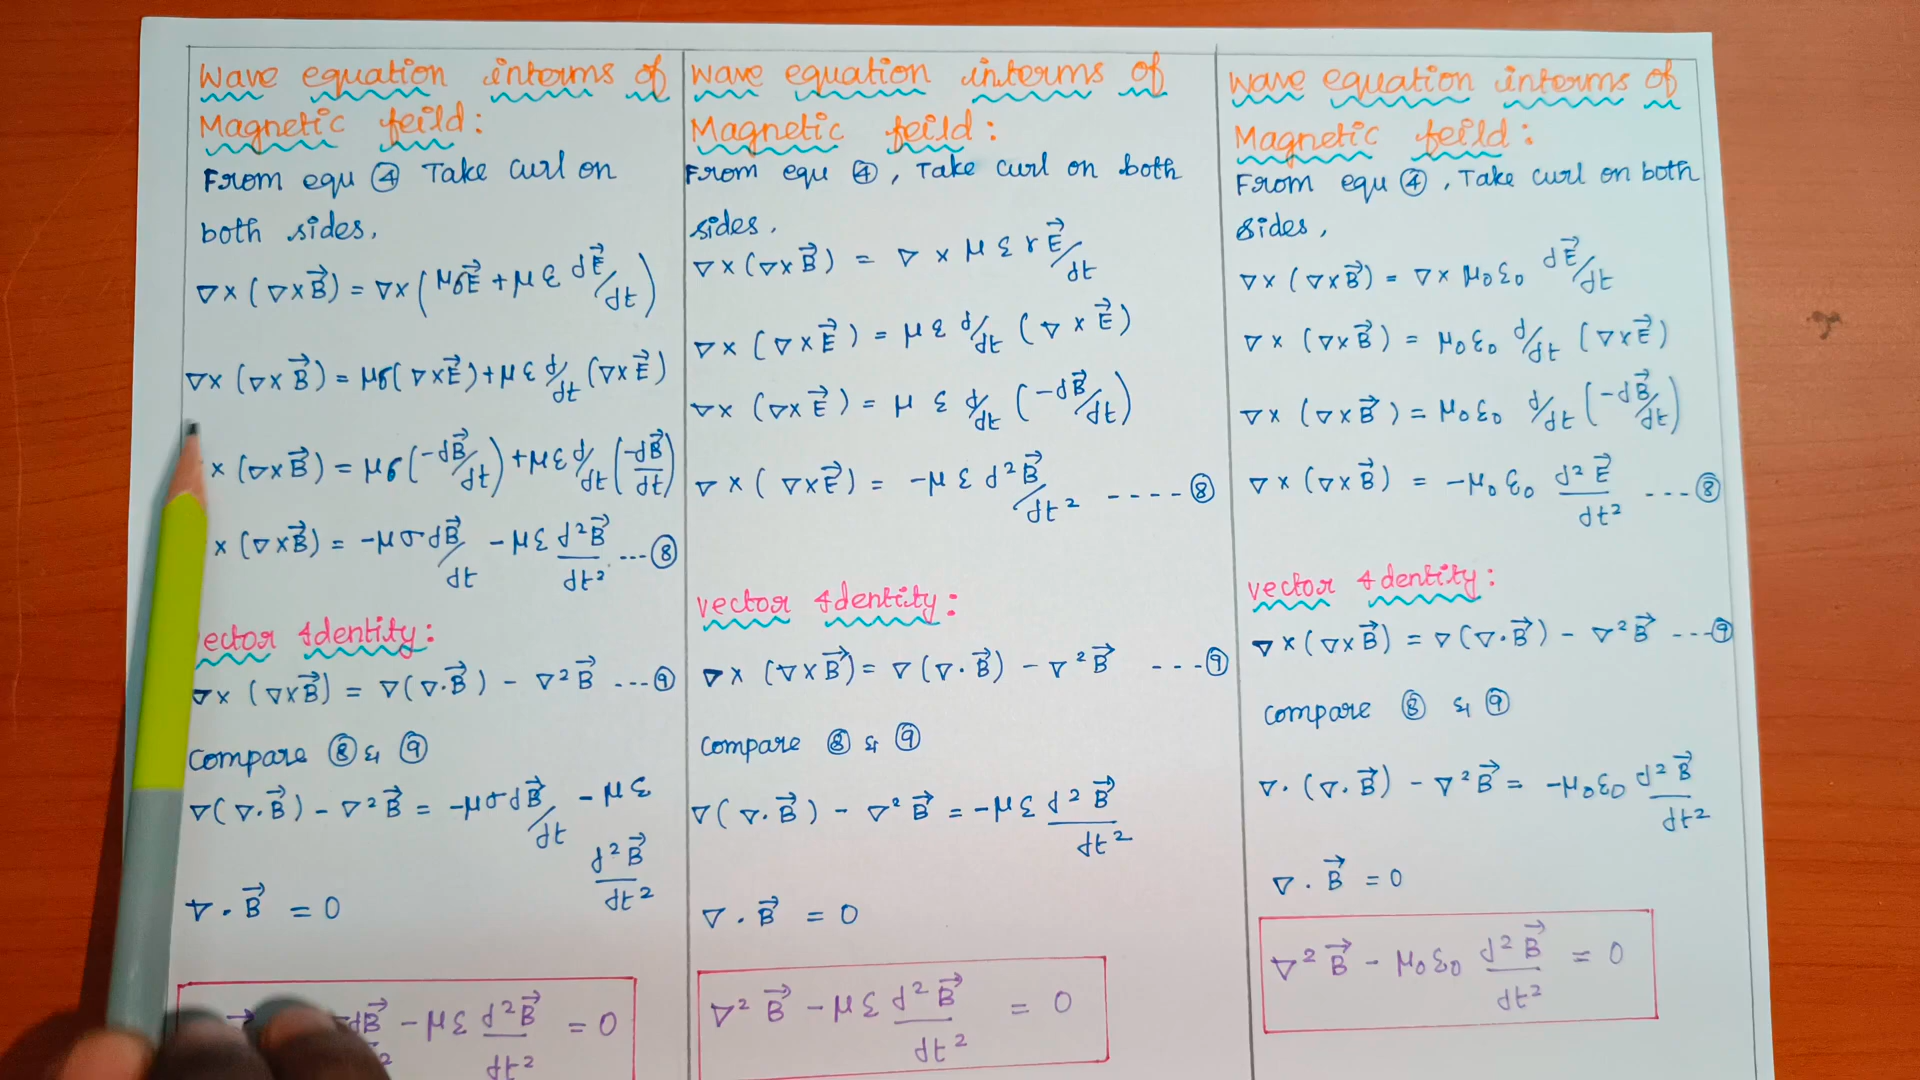 Wave equation interms of
Magnetic feild:
From equ ④ Take curl on
both sides,
∇×(∇×B⃗) = ∇×(μσE⃗ + με dE⃗/dt)
∇×(∇×B⃗) = μσ(∇×E⃗) + με d/dt (∇×E⃗)
×(∇×B⃗) = μσ(-dB⃗/dt) + με d/dt (-dB⃗/dt)
×(∇×B⃗) = -μσ dB⃗/dt - με d²B⃗/dt² ---⑧
ector Identity:
∇×(∇×B⃗) = ∇(∇.B⃗) - ∇²B⃗ ---⑨
compare ⑧ & ⑨
∇(∇.B⃗) - ∇²B⃗ = -μσ dB⃗/dt - με
d²B⃗/dt²
∇.B⃗ = 0
dB⃗ - με d²B⃗/dt² = 0
Wave equation interms of
Magnetic feild:
From equ ④, Take curl on both
sides,
∇×(∇×B⃗) = ∇ × με γE⃗/dt
∇×(∇×E⃗) = με d/dt (∇×E⃗)
∇×(∇×E⃗) = με d/dt (-dB⃗/dt)
∇×(∇×E⃗) = -με d²B⃗/dt² ----⑧
vector Identity:
∇×(∇×B⃗) = ∇(∇.B⃗) - ∇²B⃗ ---⑨
compare ⑧ & ⑨
∇(∇.B⃗) - ∇²B⃗ = -με d²B⃗/dt²
∇.B⃗ = 0
∇²B⃗ - με d²B⃗/dt² = 0
Wave equation interms of
Magnetic feild:
From equ ④, Take curl on both
sides,
∇×(∇×B⃗) = ∇× μ₀ε₀ dE⃗/dt
∇×(∇×B⃗) = μ₀ε₀ d/dt (∇×E⃗)
∇×(∇×B⃗) = μ₀ε₀ d/dt (-dB⃗/dt)
∇×(∇×B⃗) = -μ₀ε₀ d²E⃗/dt² ---⑧
vector Identity:
∇×(∇×B⃗) = ∇(∇.B⃗) - ∇²B⃗ ---⑨
compare ⑧ & ⑨
∇.(∇.B⃗) - ∇²B⃗ = -μ₀ε₀ d²B⃗/dt²
∇.B⃗ = 0
∇²B⃗ - μ₀ε₀ d²B⃗/dt² = 0